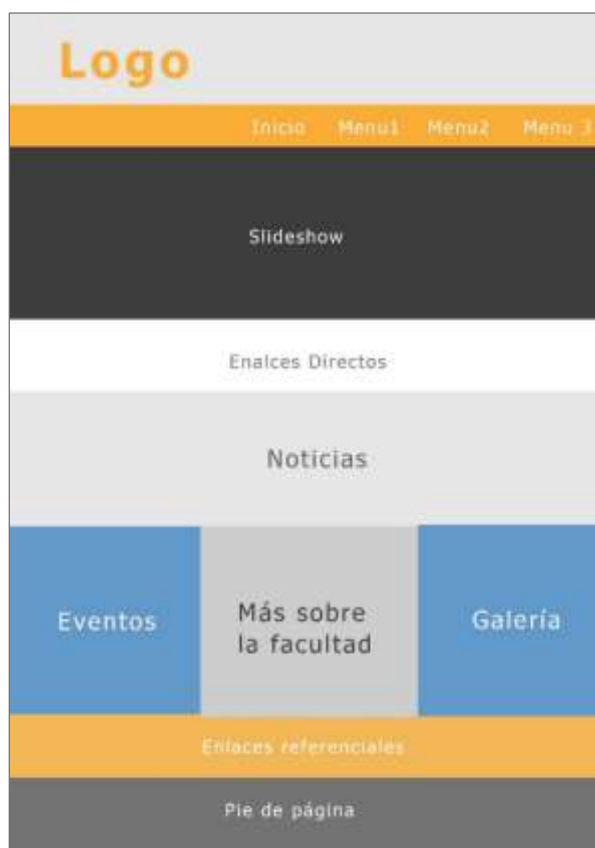 Logo
Inicio Menu1 Menu2 Menu 3
Slideshow
Enalces Directos
Noticias
Eventos
Más sobre
la facultad
Galería
Enlaces referenciales
Pie de página